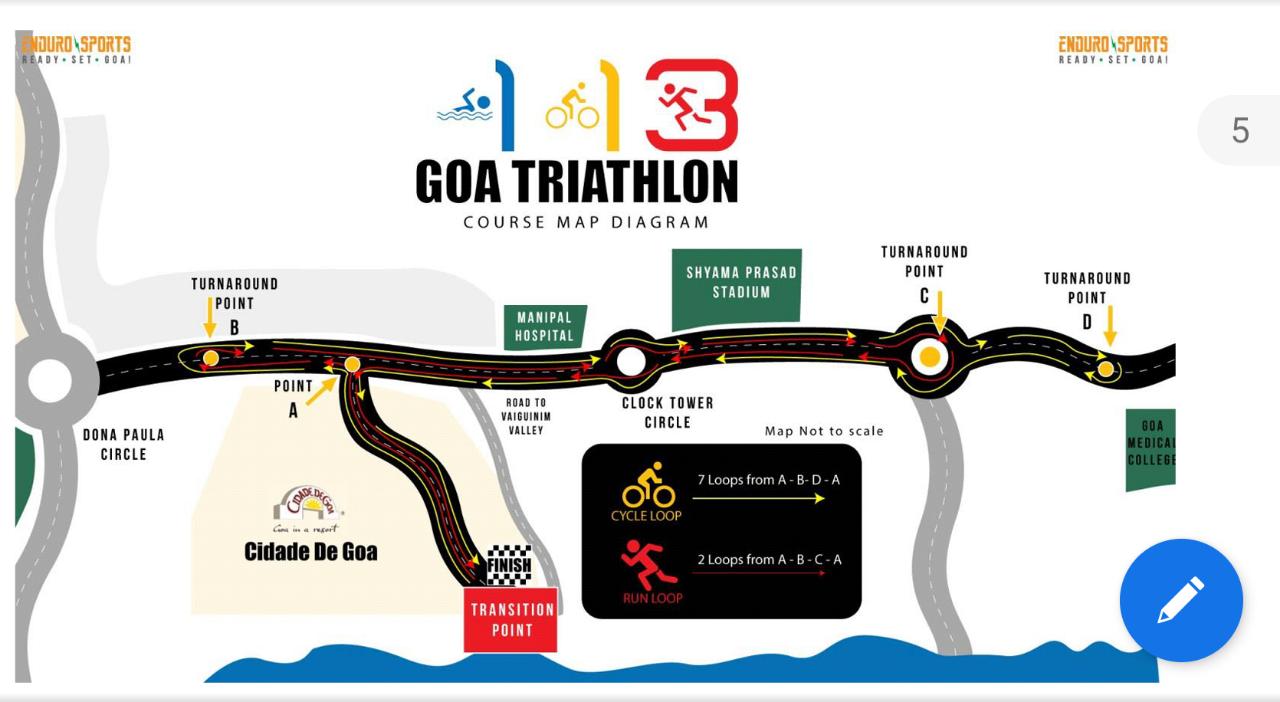 ENDURO SPORTS
READY • SET • GOA!
ENDURO SPORTS
READY • SET • GOA!
5
113
GOA TRIATHLON
COURSE MAP DIAGRAM
TURNAROUND
POINT
C
TURNAROUND
POINT
D
SHYAMA PRASAD
STADIUM
TURNAROUND
POINT
B
MANIPAL
HOSPITAL
POINT
A
ROAD TO
VAIGUINIM
VALLEY
CLOCK TOWER
CIRCLE
Map Not to scale
DONA PAULA
CIRCLE
GOA
MEDICAL
COLLEGE
7 Loops from A - B- D - A
CYCLE LOOP
2 Loops from A - B - C - A
RUN LOOP
CIDADE DE GOA
Goa in a resort
Cidade De Goa
FINISH
TRANSITION
POINT